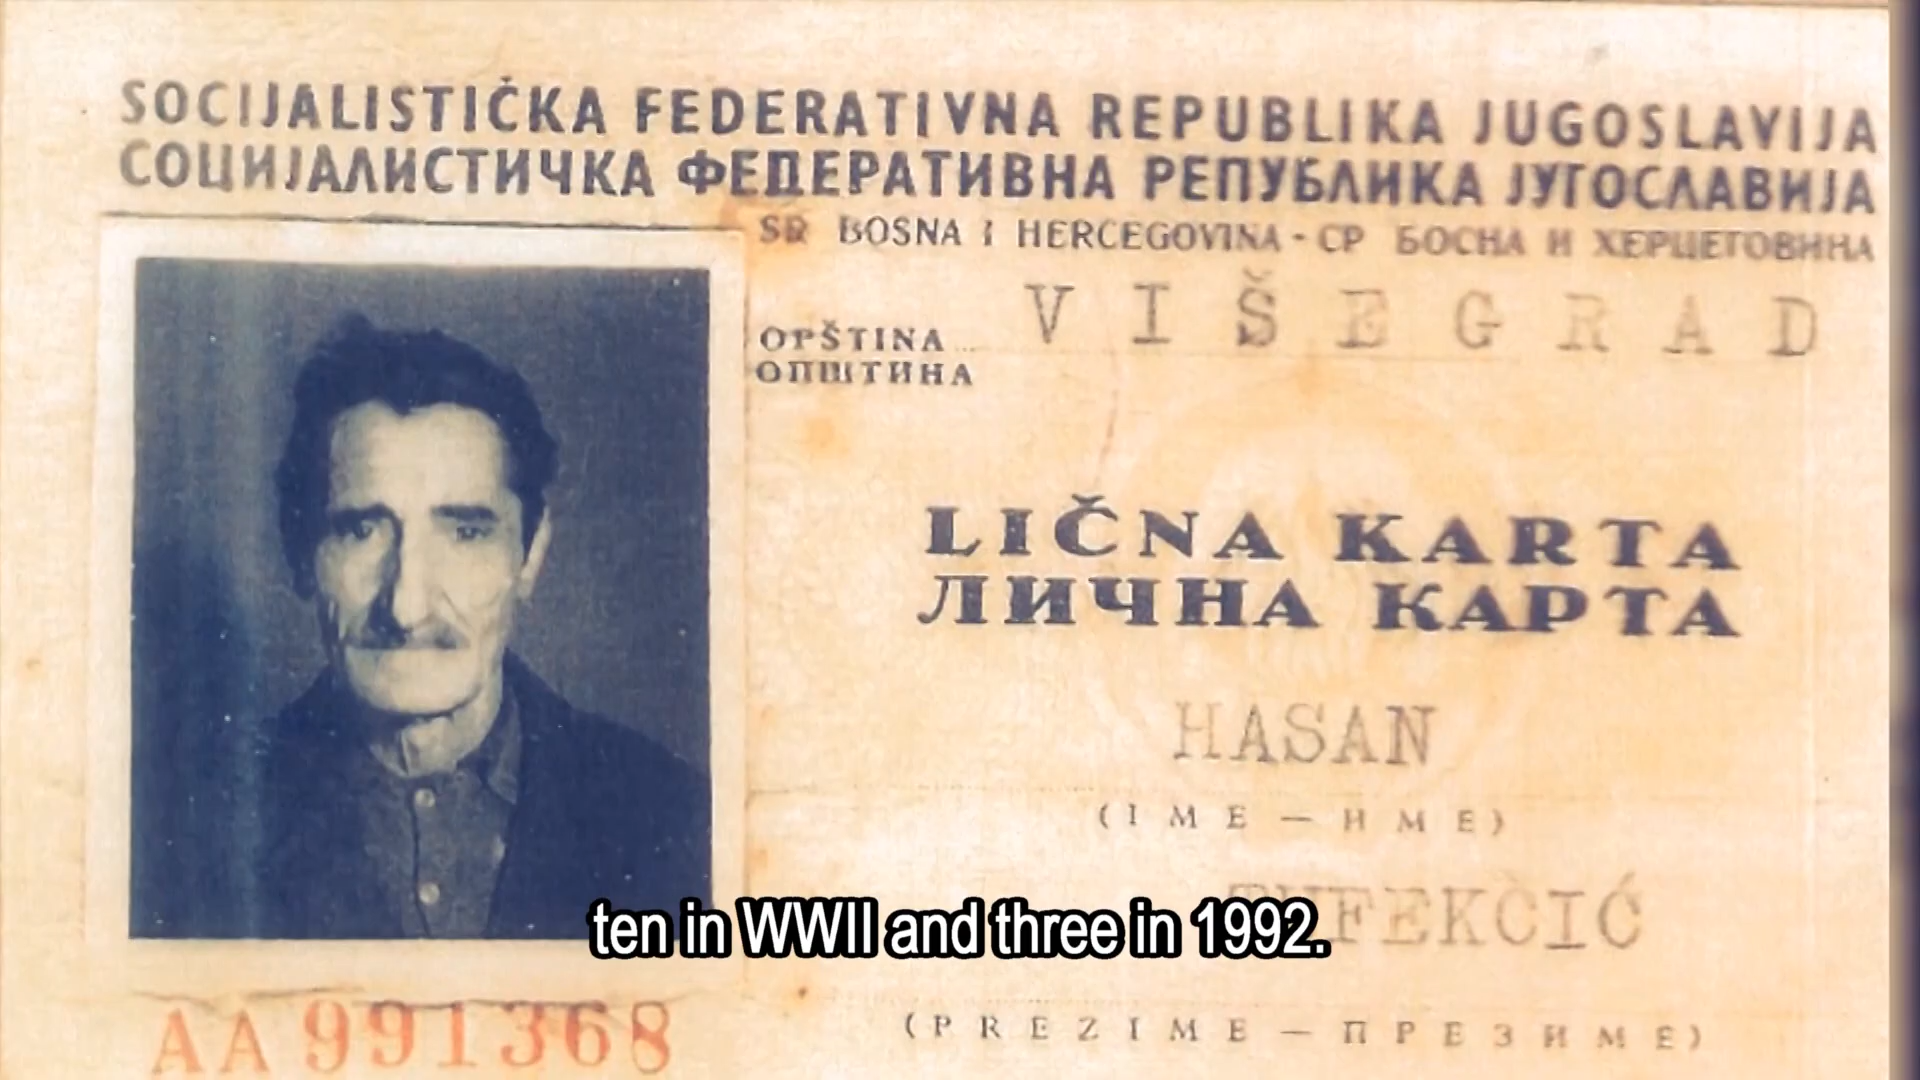 SOCIJALISTIČKA FEDERATIVNA REPUBLIKA JUGOSLAVIJA
СОЦИЈАЛИСТИЧКА ФЕДЕРАТИВНА РЕПУБЛИКА ЈУГОСЛАВИЈА
SR BOSNA I HERCEGOVINA - СР БОСНА И ХЕРЦЕГОВИНА
VIŠEGRAD
OPŠTINA
ОПШТИНА
LIČNA KARTA
ЛИЧНА КАРТА
HASAN
(IME — ИМЕ)
TUFEKČIĆ
ten in WWII and three in 1992.
(PREZIME — ПРЕЗИМЕ)
AA 991368